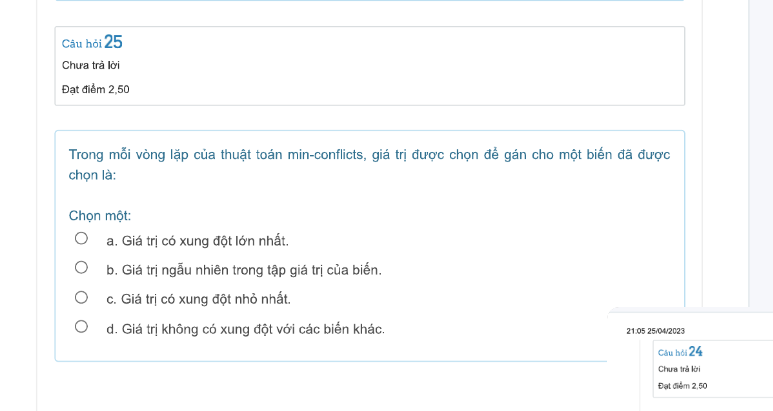 Câu hỏi 25
Chưa trả lời
Đạt điểm 2,50
Trong mỗi vòng lặp của thuật toán min-conflicts, giá trị được chọn để gán cho một biến đã được
chọn là:
Chọn một:
a. Giá trị có xung đột lớn nhất.
b. Giá trị ngẫu nhiên trong tập giá trị của biến.
c. Giá trị có xung đột nhỏ nhất.
d. Giá trị không có xung đột với các biến khác.
21:05 25/04/2023
Câu hỏi 24
Chưa trả lời
Đạt điểm 2,50